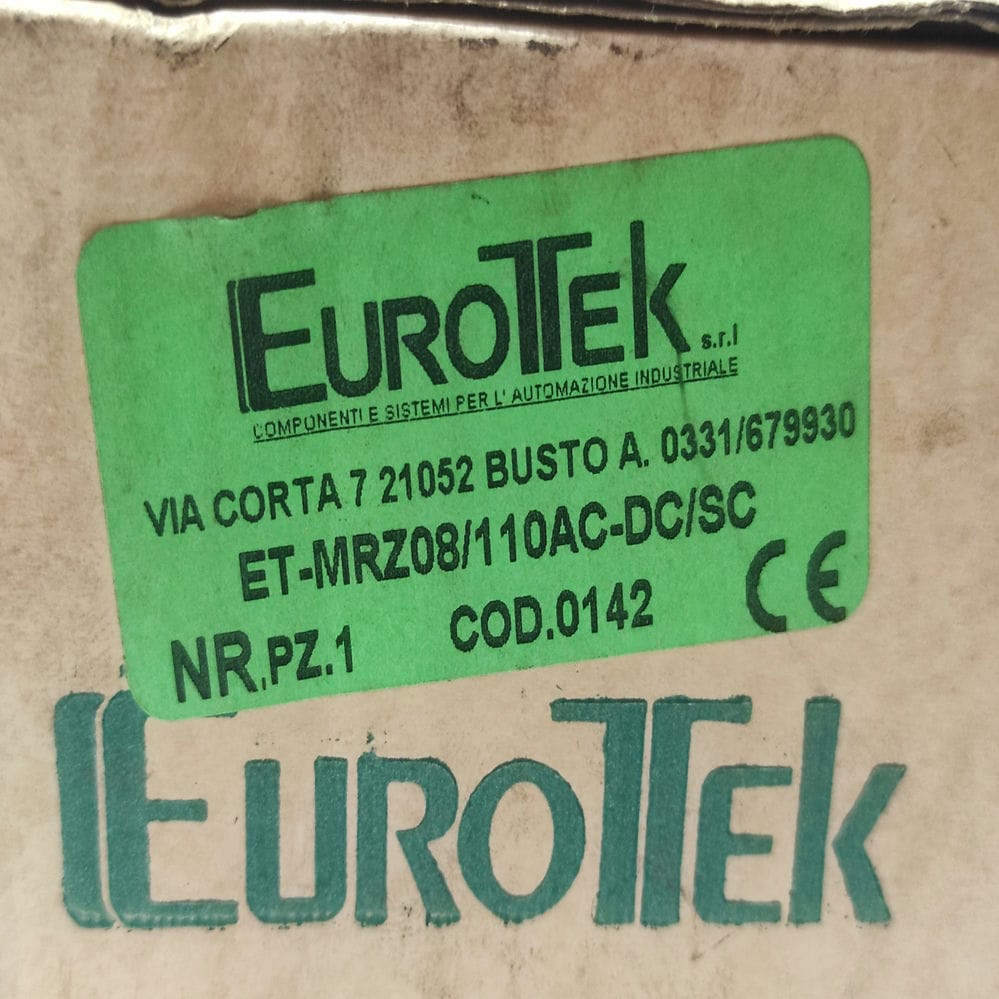 EUROTEK s.r.l
COMPONENTI E SISTEMI PER L' AUTOMAZIONE INDUSTRIALE
VIA CORTA 7 21052 BUSTO A. 0331/679930
ET-MRZ08/110AC-DC/SC
NR.PZ.1 COD.0142 CE
EUROTEK